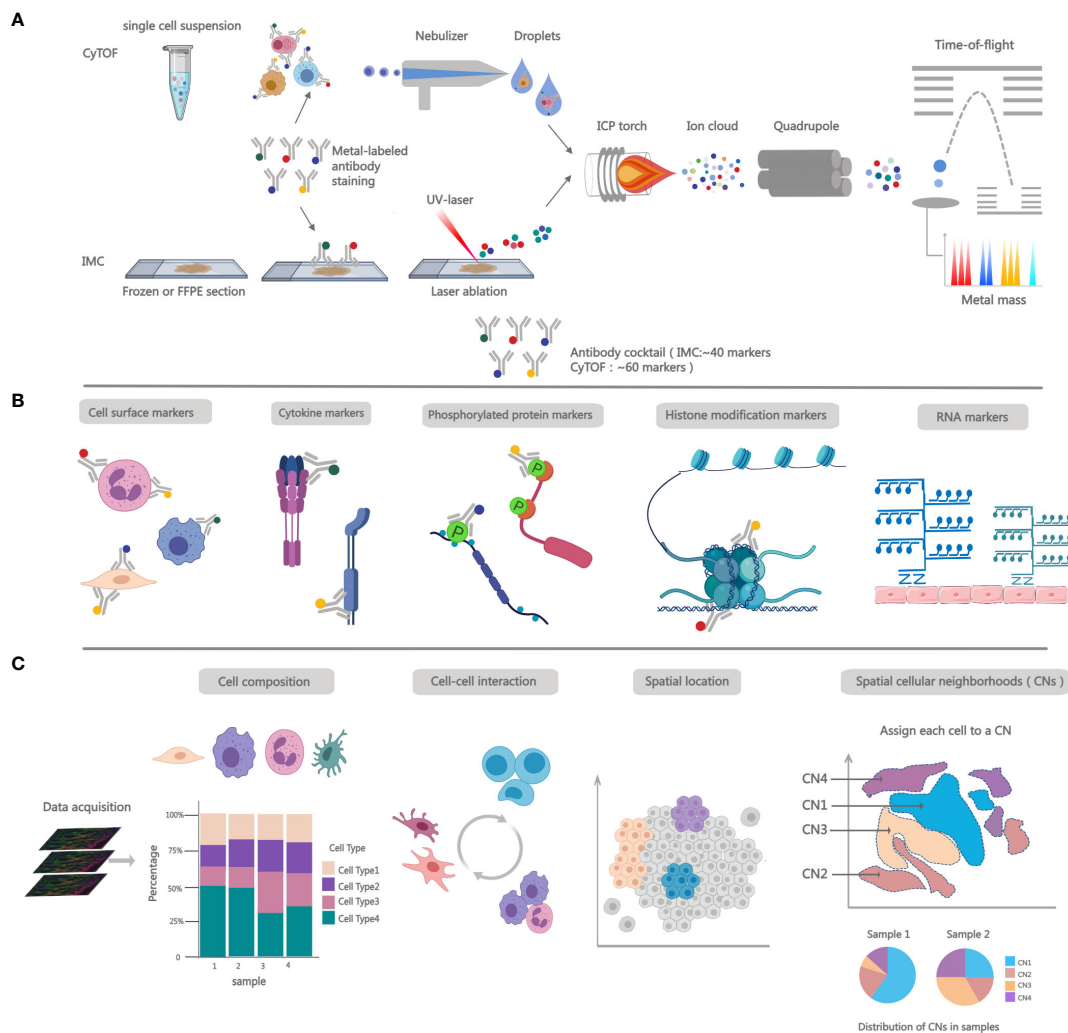 A
single cell suspension
CyTOF
Nebulizer
Droplets
Time-of-flight
ICP torch
Ion cloud
Quadrupole
Metal-labeled
antibody
staining
UV-laser
IMC
Frozen or FFPE section
Laser ablation
Metal mass
Antibody cocktail ( IMC:~40 markers
CyTOF : ~60 markers )
B
Cell surface markers
Cytokine markers
Phosphorylated protein markers
Histone modification markers
RNA markers
P
P
P
C
Cell composition
Cell-cell interaction
Spatial location
Spatial cellular neighborhoods ( CNs )
Assign each cell to a CN
CN4
CN1
CN3
CN2
Data acquisition
100%
75%
50%
25%
0
Percentage
1 2 3 4
sample
Cell Type
Cell Type1
Cell Type2
Cell Type3
Cell Type4
Sample 1
Sample 2
CN1
CN2
CN3
CN4
Distribution of CNs in samples